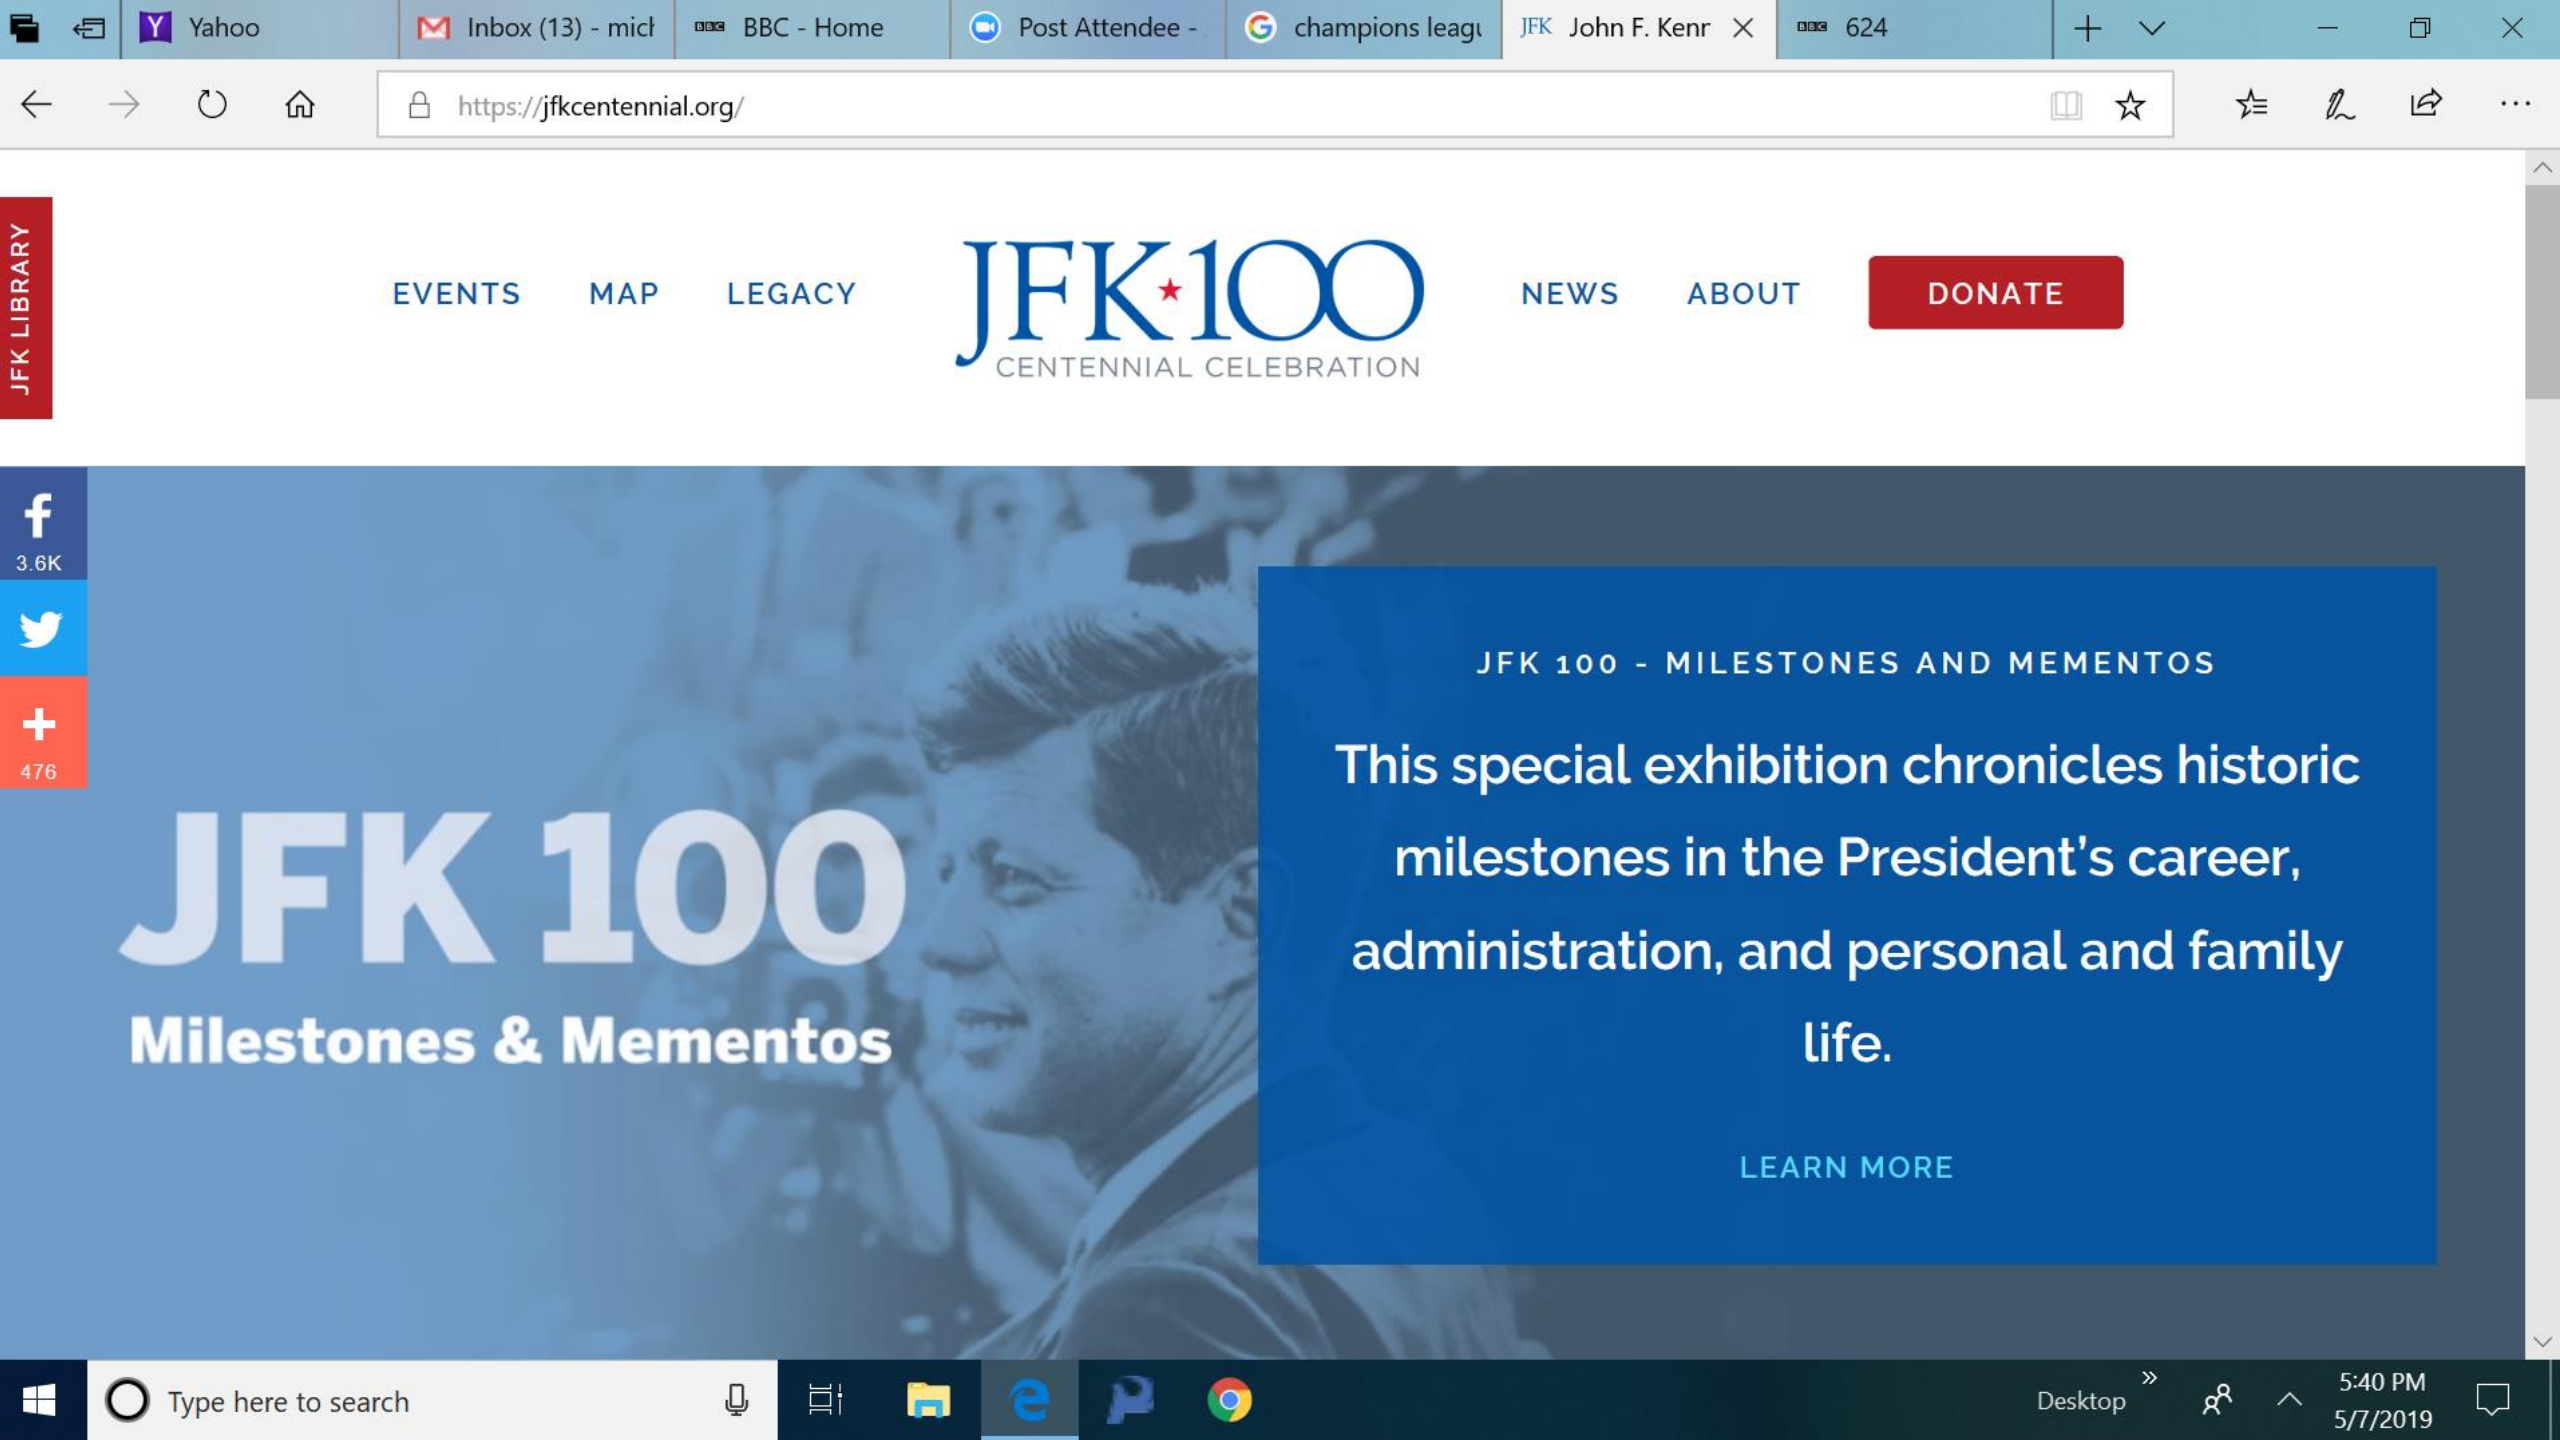 Yahoo
Inbox (13) - mich
BBC BBC - Home
Post Attendee -
G champions leagu
JFK John F. Kenr
BBC 624
https://jfkcentennial.org/
JFK LIBRARY
EVENTS MAP LEGACY
JFK★100
CENTENNIAL CELEBRATION
NEWS ABOUT DONATE
3.6K
476
JFK 100
Milestones & Mementos
JFK 100 - MILESTONES AND MEMENTOS
This special exhibition chronicles historic
milestones in the President's career,
administration, and personal and family
life.
LEARN MORE
Type here to search
Desktop
5:40 PM
5/7/2019